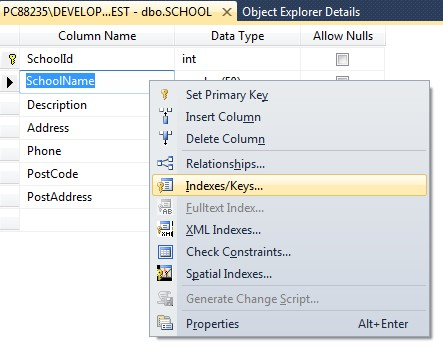 PC88235\DEVELOP...EST - dbo.SCHOOL Object Explorer Details
Column Name Data Type Allow Nulls
SchoolId int
SchoolName
Description
Address
Phone
PostCode
PostAddress
Set Primary Key
Insert Column
Delete Column
Relationships...
Indexes/Keys...
Fulltext Index...
XML Indexes...
Check Constraints...
Spatial Indexes...
Generate Change Script...
Properties Alt+Enter